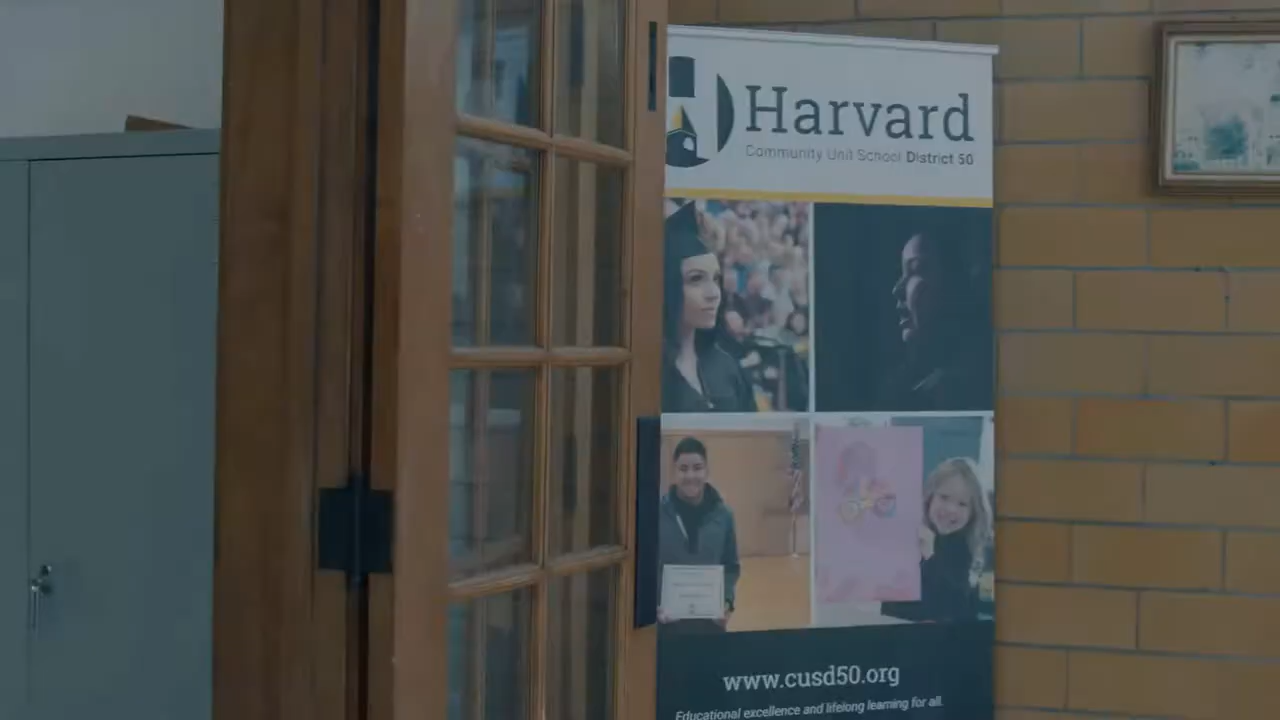 Harvard
Community Unit School District 50
www.cusd50.org
Educational excellence and lifelong learning for all.